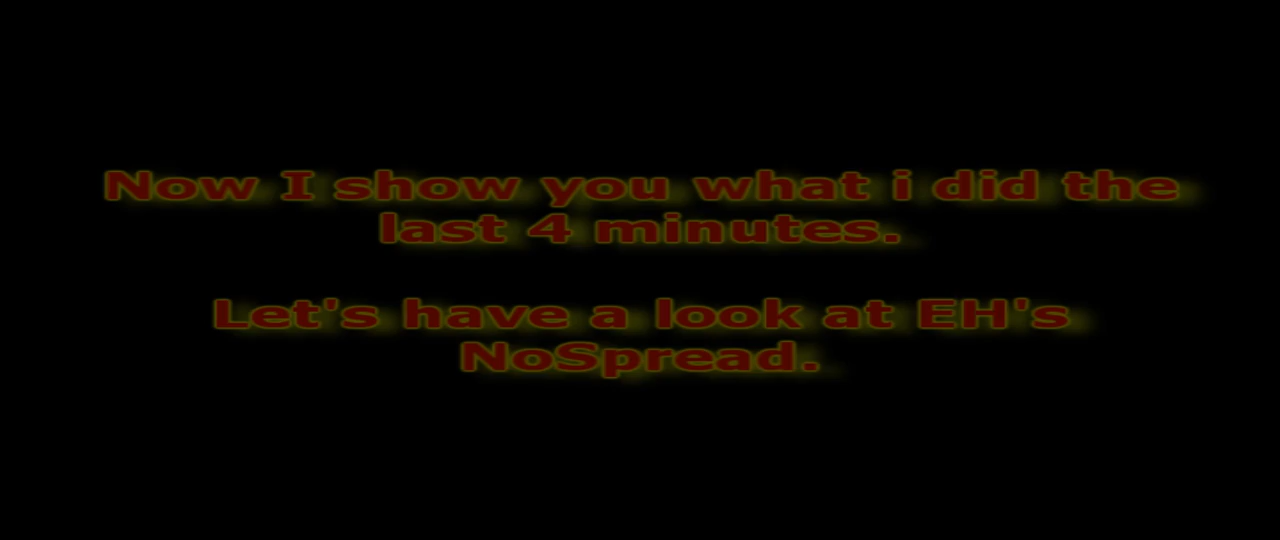 Now I show you what i did the
last 4 minutes.
Let's have a look at EH's
NoSpread.